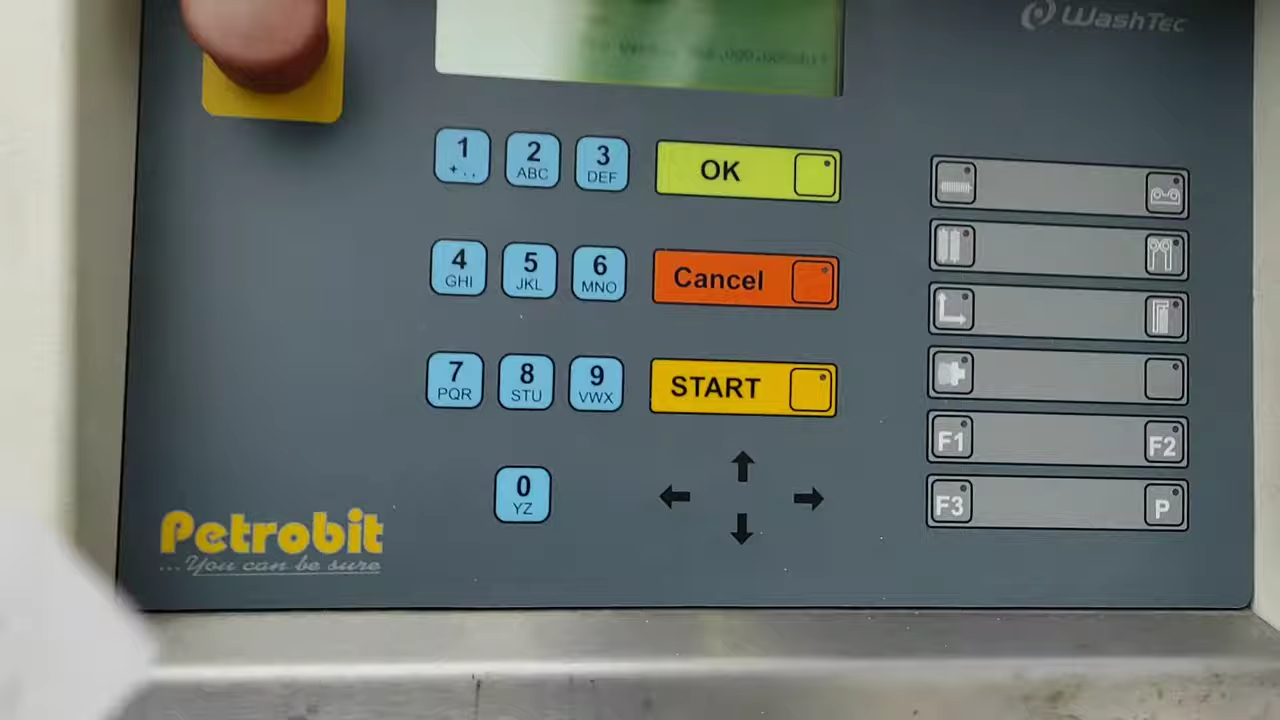 WashTec
1
2
ABC
3
DEF
OK
4
GHI
5
JKL
6
MNO
Cancel
7
PQR
8
STU
9
VWX
START
F1
F2
0
YZ
F3
P
Petrobit
...You can be sure